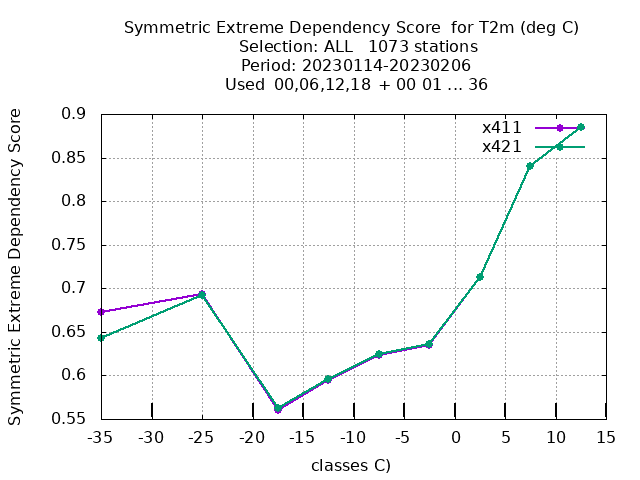 Symmetric Extreme Dependency Score  for T2m (deg C)
Selection: ALL   1073 stations
Period: 20230114-20230206
Used  00,06,12,18  + 00 01 ... 36
Symmetric Extreme Dependency Score
0.9
0.85
0.8
0.75
0.7
0.65
0.6
0.55
x411
x421
-35 -30 -25 -20 -15 -10 -5 0 5 10 15
classes C)